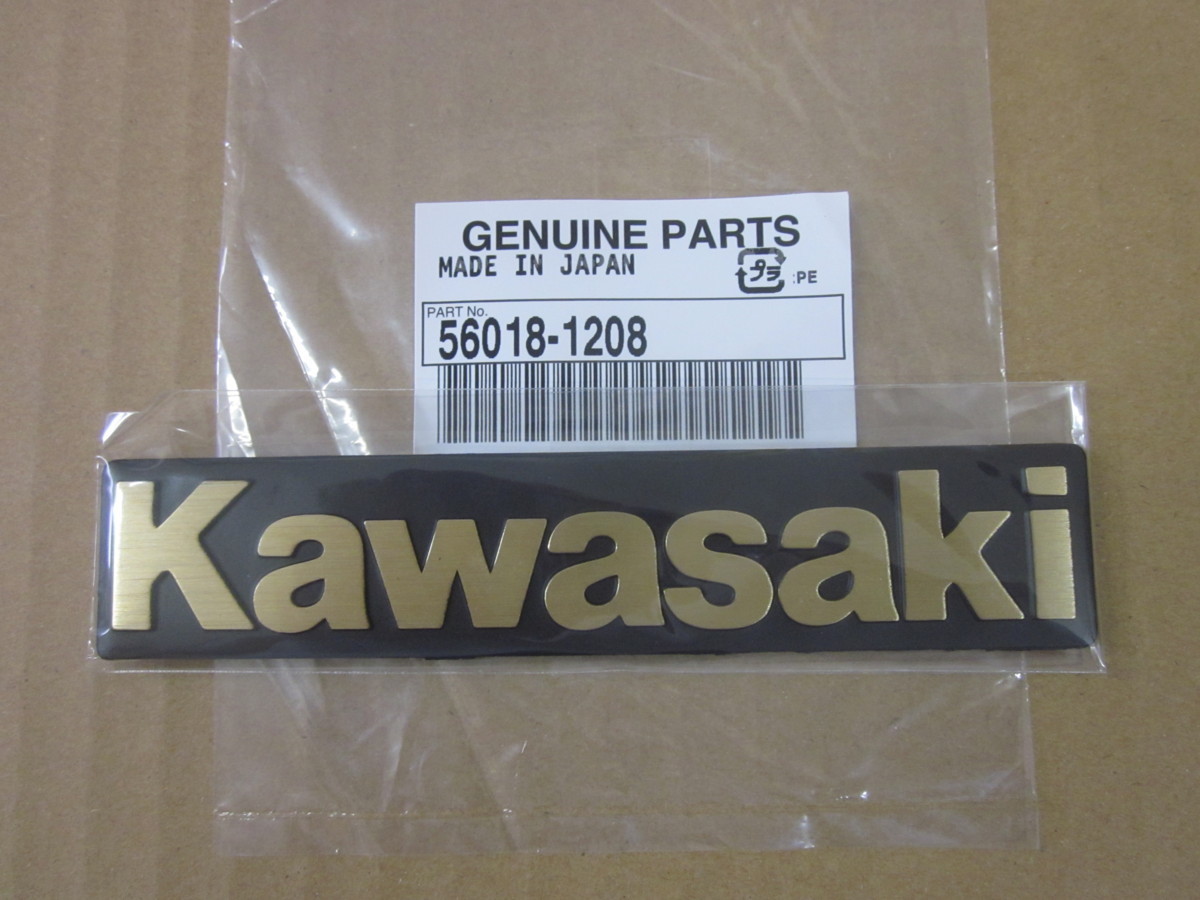 GENUINE PARTS
MADE IN JAPAN
プラ :PE
PART No.
56018-1208
Kawasaki